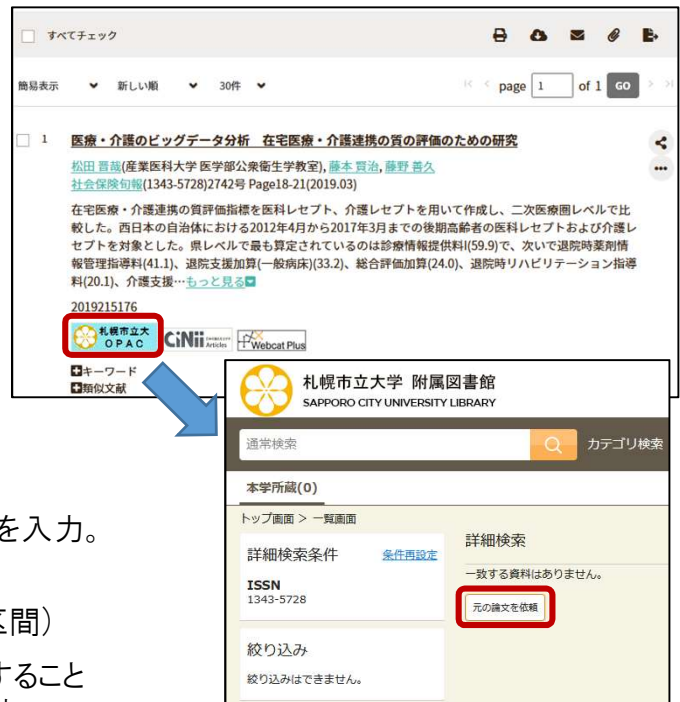 すべてチェック
簡易表示 新しい順 30件 page 1 of 1 GO
1 医療・介護のビッグデータ分析 在宅医療・介護連携の質の評価のための研究
松田 晋哉(産業医科大学 医学部公衆衛生学教室), 藤本 賢治, 藤野 善久
社会保険旬報(1343-5728)2742号 Page18-21(2019.03)
在宅医療・介護連携の質評価指標を医科レセプト、介護レセプトを用いて作成し、二次医療圏レベルで比
較した。西日本の自治体における2012年4月から2017年3月までの後期高齢者の医科レセプトおよび介護レ
セプトを対象とした。県レベルで最も算定されているのは診療情報提供料I(59.9)で、次いで退院時薬剤情
報管理指導料(41.1)、退院支援加算(一般病床)(33.2)、総合評価加算(24.0)、退院時リハビリテーション指導
料(20.1)、介護支援…もっと見る
2019215176
札幌市立大
OPAC
CiNii Articles
Webcat Plus
キーワード
類似文献
札幌市立大学 附属図書館
SAPPORO CITY UNIVERSITY LIBRARY
通常検索 カテゴリ検索
本学所蔵(0)
トップ画面 > 一覧画面
詳細検索条件 条件再設定
ISSN
1343-5728
絞り込み
絞り込みはできません。
詳細検索
一致する資料はありません。
元の論文を依頼
を入力。
区間）
すること